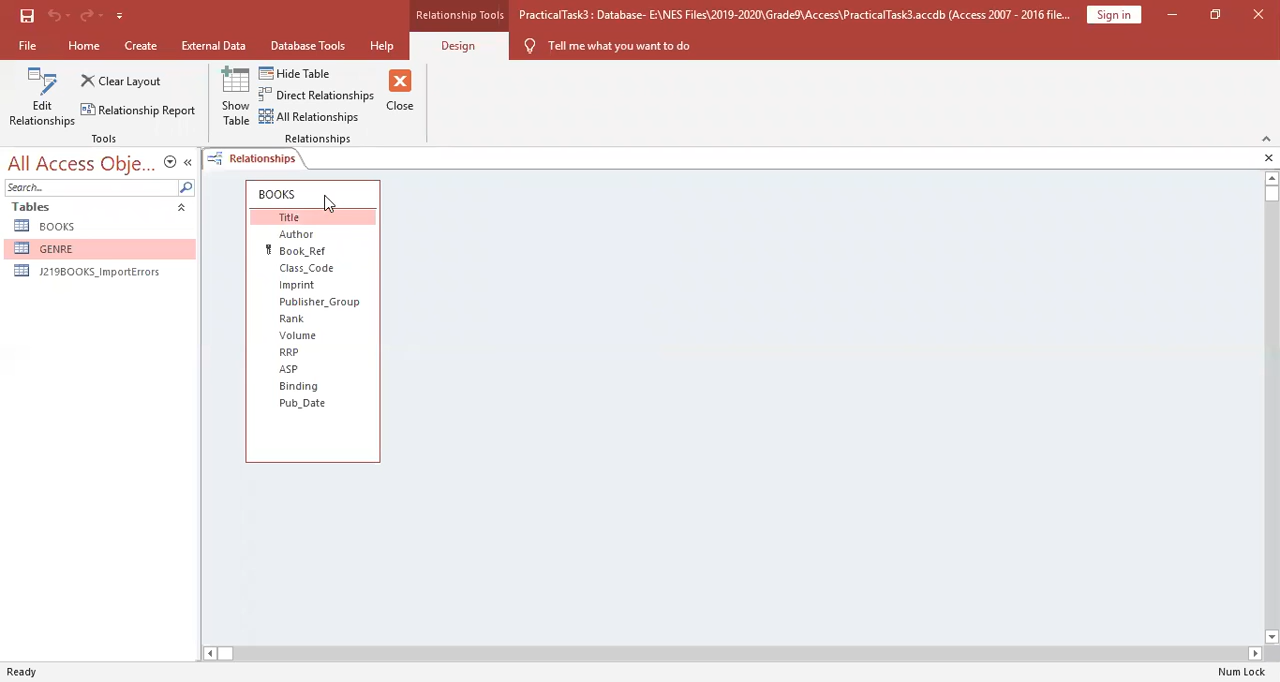 Relationship Tools
PracticalTask3 : Database- E:\NES Files\2019-2020\Grade9\Access\PracticalTask3.accdb (Access 2007 - 2016 file...
Sign in
File Home Create External Data Database Tools Help Design Tell me what you want to do
Edit Relationships
Clear Layout
Relationship Report
Tools
Show Table
Hide Table
Direct Relationships
All Relationships
Relationships
Close
All Access Obje...
Search...
Tables
BOOKS
GENRE
J219BOOKS_ImportErrors
Relationships
BOOKS
Title
Author
Book_Ref
Class_Code
Imprint
Publisher_Group
Rank
Volume
RRP
ASP
Binding
Pub_Date
Ready
Num Lock